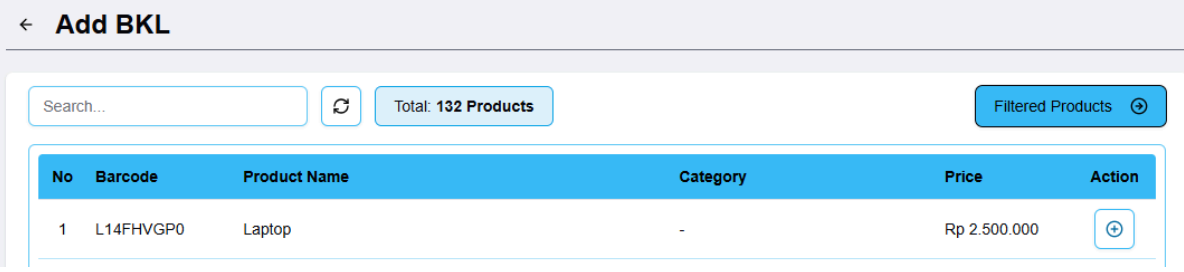 Add BKL
Search... Total: 132 Products Filtered Products
No Barcode Product Name Category Price Action
1 L14FHVGP0 Laptop - Rp 2.500.000